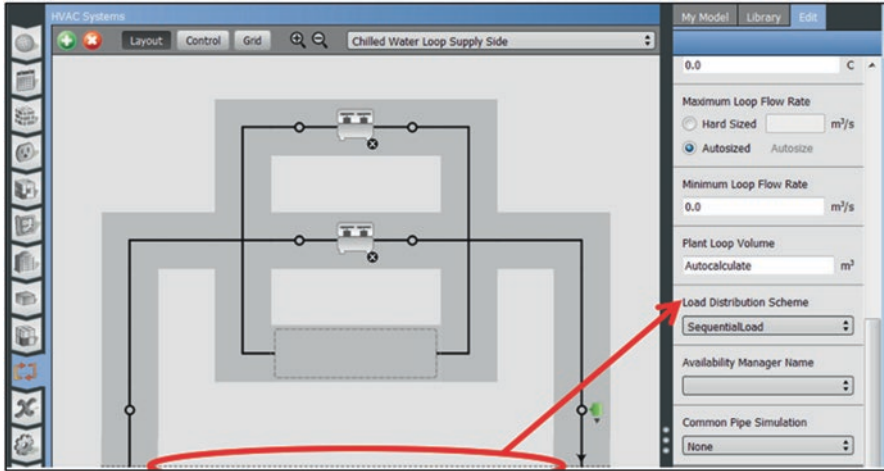 HVAC Systems
Layout Control Grid Chilled Water Loop Supply Side
My Model Library Edit
0.0 C
Maximum Loop Flow Rate
Hard Sized m³/s
Autosized Autosize
Minimum Loop Flow Rate
0.0 m³/s
Plant Loop Volume
Autocalculate m³
Load Distribution Scheme
SequentialLoad
Availability Manager Name
Common Pipe Simulation
None